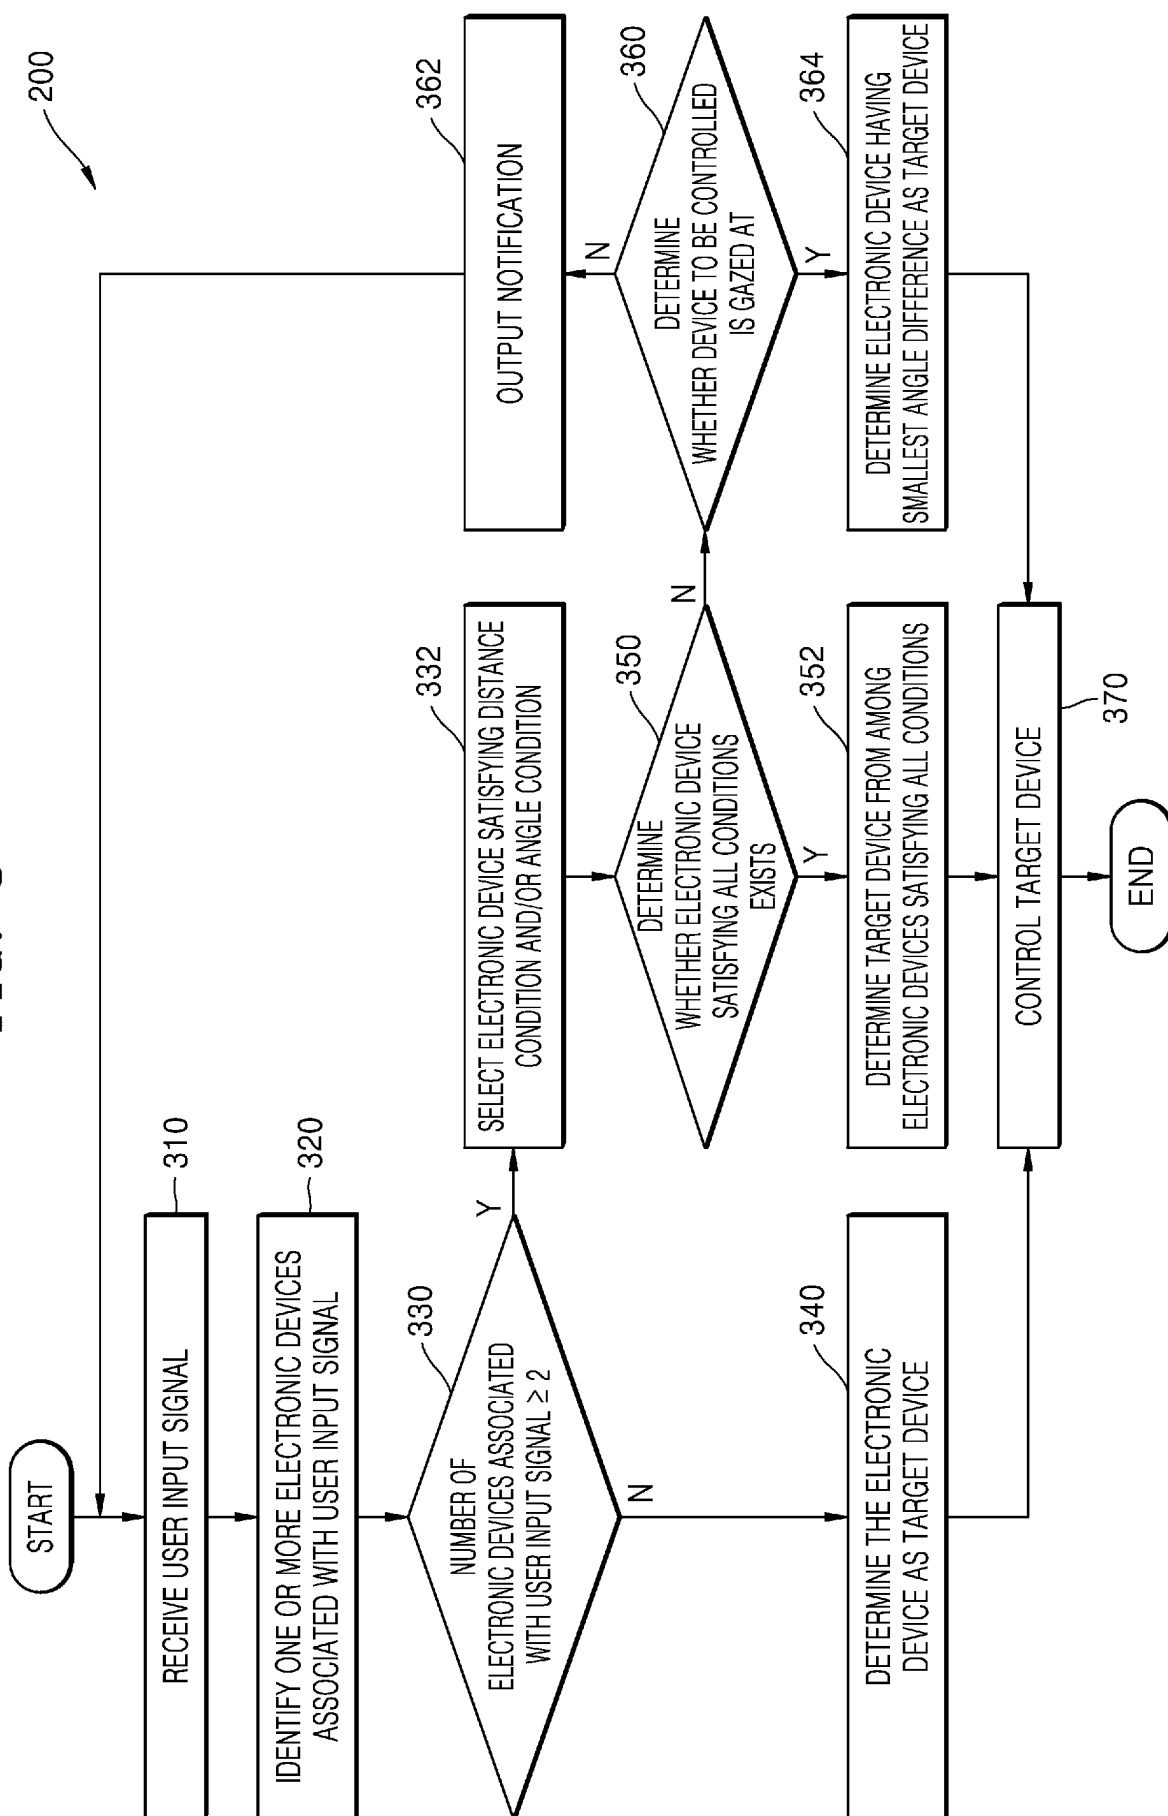 200
START
RECEIVE USER INPUT SIGNAL
310
IDENTIFY ONE OR MORE ELECTRONIC DEVICES
ASSOCIATED WITH USER INPUT SIGNAL
320
NUMBER OF
ELECTRONIC DEVICES ASSOCIATED
WITH USER INPUT SIGNAL ≥ 2
330
Y
N
SELECT ELECTRONIC DEVICE SATISFYING DISTANCE
CONDITION AND/OR ANGLE CONDITION
332
DETERMINE
WHETHER ELECTRONIC DEVICE
SATISFYING ALL CONDITIONS
EXISTS
350
N
Y
OUTPUT NOTIFICATION
362
N
DETERMINE
WHETHER DEVICE TO BE CONTROLLED
IS GAZED AT
360
Y
DETERMINE THE ELECTRONIC
DEVICE AS TARGET DEVICE
340
DETERMINE TARGET DEVICE FROM AMONG
ELECTRONIC DEVICES SATISFYING ALL CONDITIONS
352
DETERMINE ELECTRONIC DEVICE HAVING
SMALLEST ANGLE DIFFERENCE AS TARGET DEVICE
364
CONTROL TARGET DEVICE
370
END